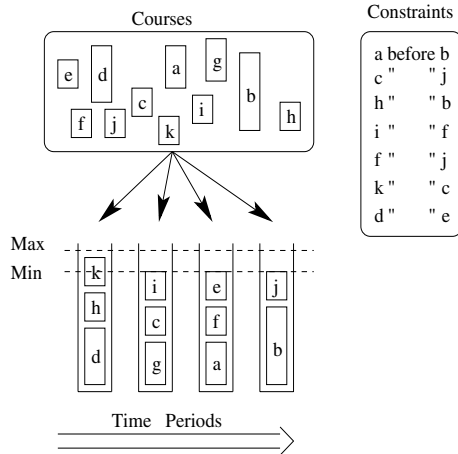 Courses
Constraints
e
d
a
g
b
c
i
h
f
j
k
a before b
c " " j
h " " b
i " " f
f " " j
k " " c
d " " e
Max
Min
k
h
d
i
c
g
e
f
a
j
b
Time Periods